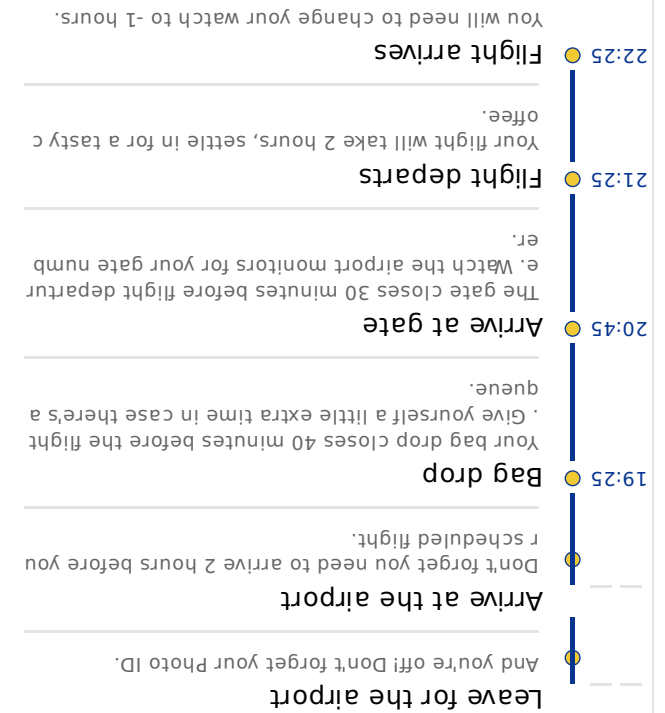 Leave for the airport
And you're off! Don't forget your Photo ID.
Arrive at the airport
Don't forget you need to arrive 2 hours before you
r scheduled flight.
19:25
Bag drop
Your bag drop closes 40 minutes before the flight
. Give yourself a little extra time in case there's a
queue.
20:45
Arrive at gate
The gate closes 30 minutes before flight departur
e. Watch the airport monitors for your gate numb
er.
21:25
Flight departs
Your flight will take 2 hours, settle in for a tasty c
offee.
22:25
Flight arrives
You will need to change your watch to -1 hours.